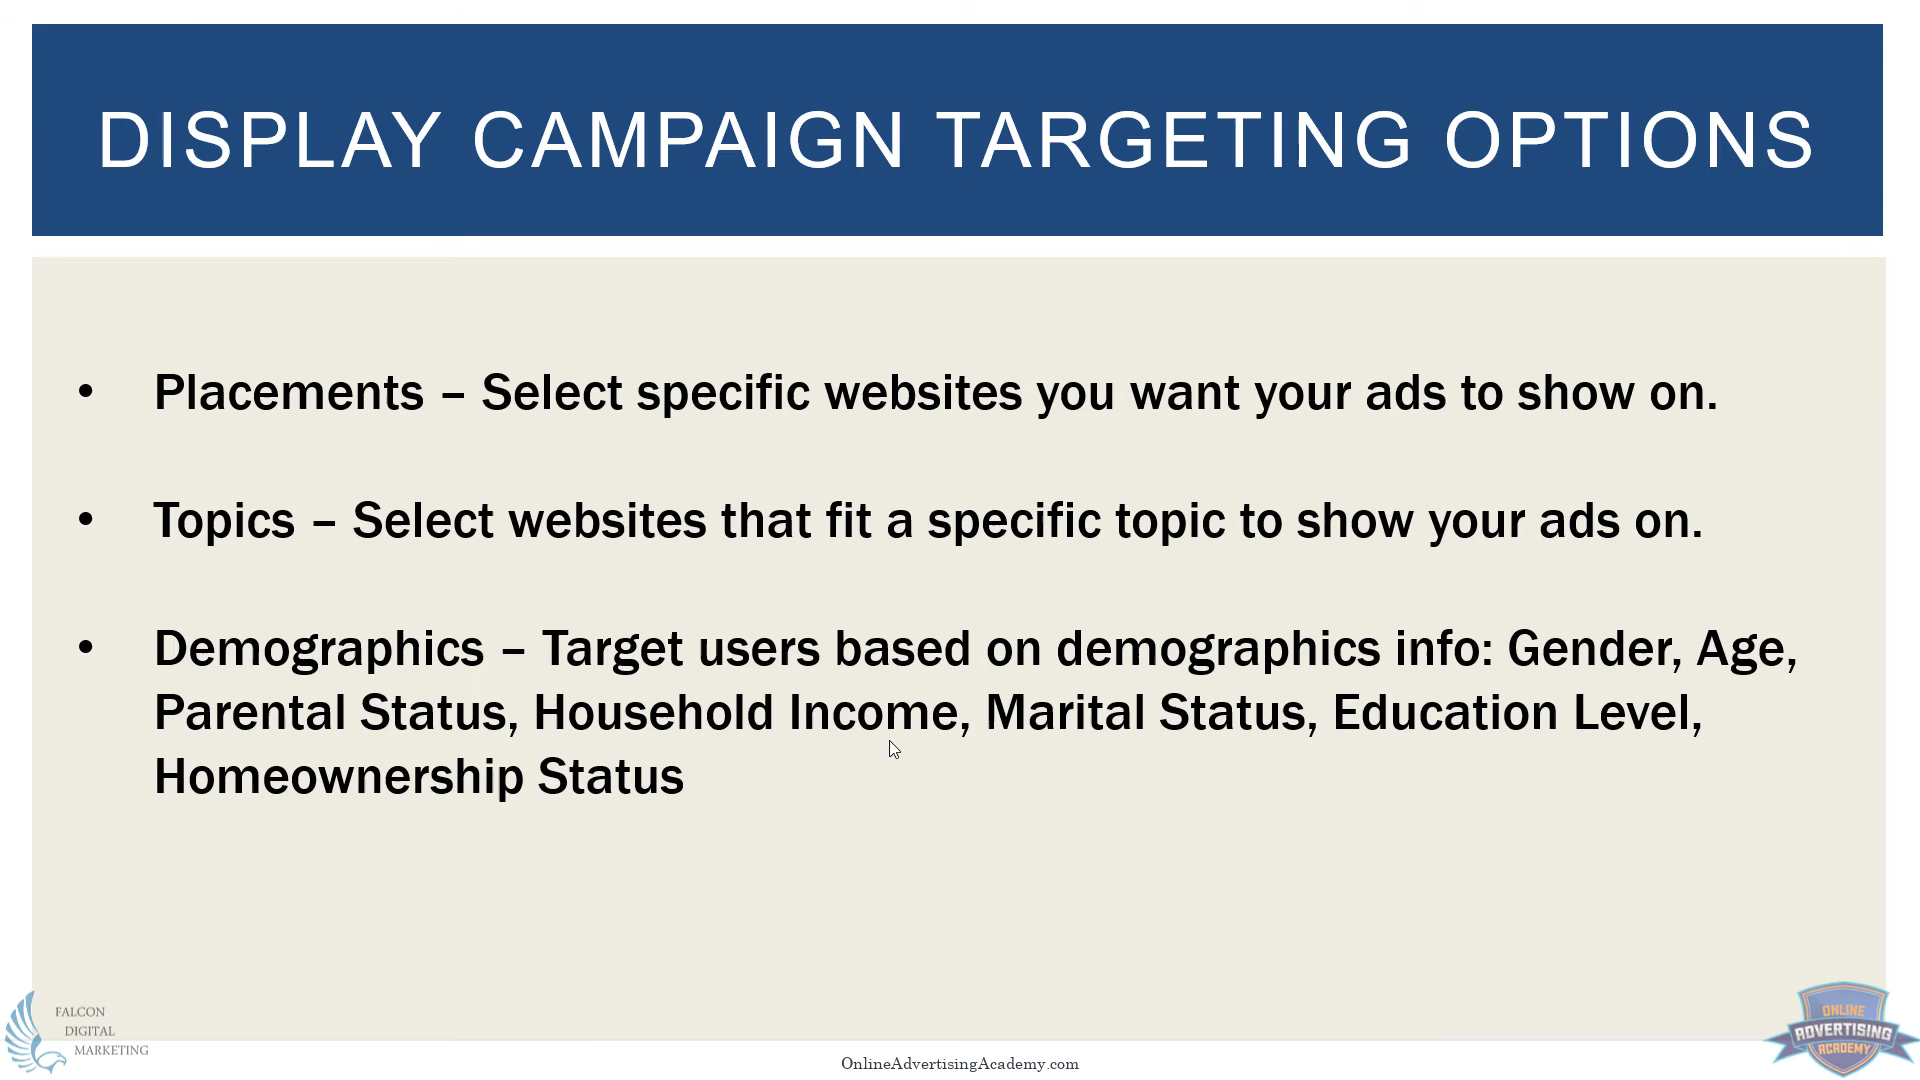 DISPLAY CAMPAIGN TARGETING OPTIONS
• Placements – Select specific websites you want your ads to show on.
• Topics – Select websites that fit a specific topic to show your ads on.
• Demographics – Target users based on demographics info: Gender, Age,
Parental Status, Household Income, Marital Status, Education Level,
Homeownership Status
FALCON
DIGITAL
MARKETING
OnlineAdvertisingAcademy.com
ONLINE
ADVERTISING
ACADEMY